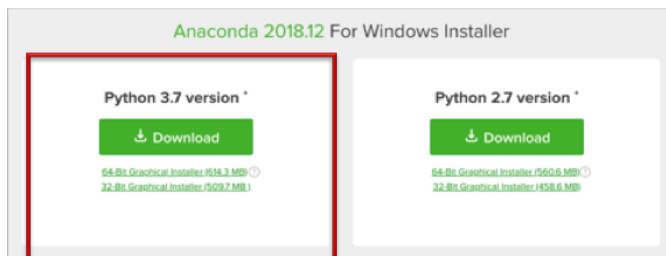 Anaconda 2018.12 For Windows Installer
Python 3.7 version *
Download
64-Bit Graphical Installer (614.3 MB) ?
32-Bit Graphical Installer (509.7 MB )
Python 2.7 version *
Download
64-Bit Graphical Installer (560.6 MB) ?
32-Bit Graphical Installer (458.6 MB)